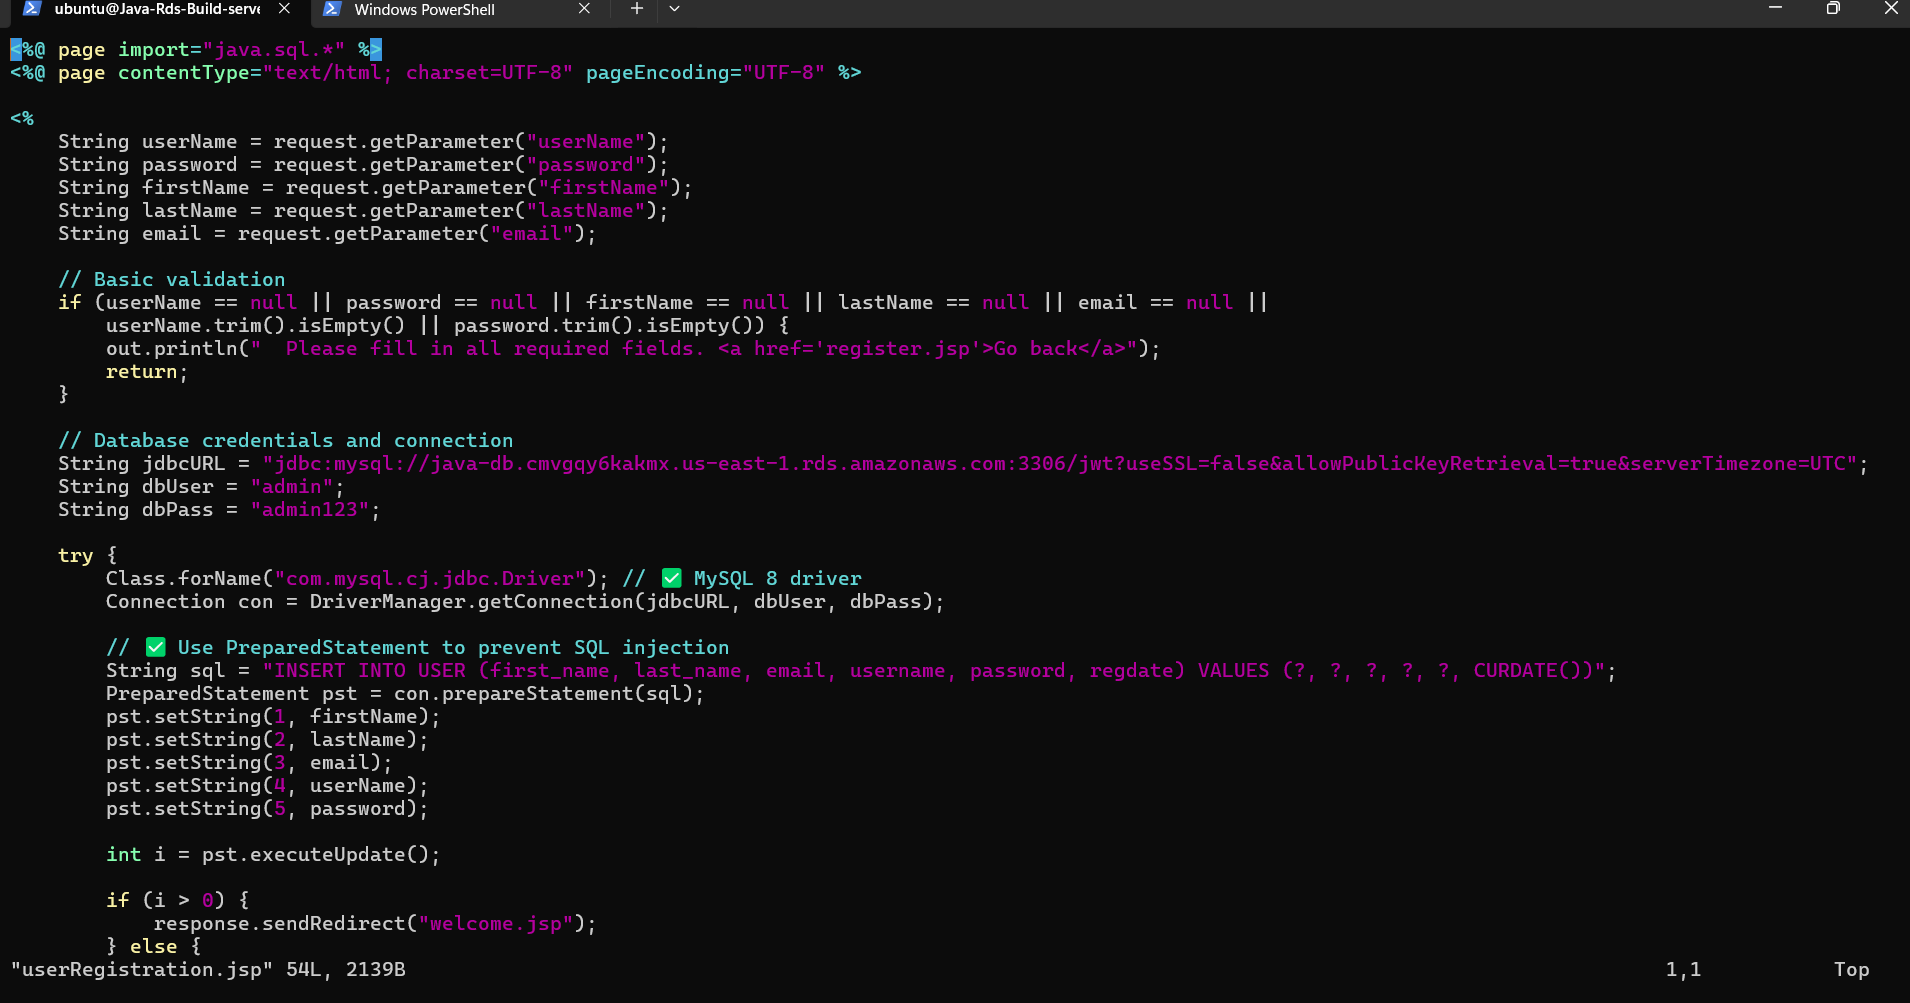 ubuntu@Java-Rds-Build-serve
Windows PowerShell
<%@ page import="java.sql.*" %>
<%@ page contentType="text/html; charset=UTF-8" pageEncoding="UTF-8" %>
<%
String userName = request.getParameter("userName");
String password = request.getParameter("password");
String firstName = request.getParameter("firstName");
String lastName = request.getParameter("lastName");
String email = request.getParameter("email");
// Basic validation
if (userName == null || password == null || firstName == null || lastName == null || email == null ||
userName.trim().isEmpty() || password.trim().isEmpty()) {
out.println("  Please fill in all required fields. <a href='register.jsp'>Go back</a>");
return;
}
// Database credentials and connection
String jdbcURL = "jdbc:mysql://java-db.cmvgqy6kakmx.us-east-1.rds.amazonaws.com:3306/jwt?useSSL=false&allowPublicKeyRetrieval=true&serverTimezone=UTC";
String dbUser = "admin";
String dbPass = "admin123";
try {
Class.forName("com.mysql.cj.jdbc.Driver"); // ✅ MySQL 8 driver
Connection con = DriverManager.getConnection(jdbcURL, dbUser, dbPass);
// ✅ Use PreparedStatement to prevent SQL injection
String sql = "INSERT INTO USER (first_name, last_name, email, username, password, regdate) VALUES (?, ?, ?, ?, ?, CURDATE())";
PreparedStatement pst = con.prepareStatement(sql);
pst.setString(1, firstName);
pst.setString(2, lastName);
pst.setString(3, email);
pst.setString(4, userName);
pst.setString(5, password);
int i = pst.executeUpdate();
if (i > 0) {
response.sendRedirect("welcome.jsp");
} else {
"userRegistration.jsp" 54L, 2139B 1,1 Top